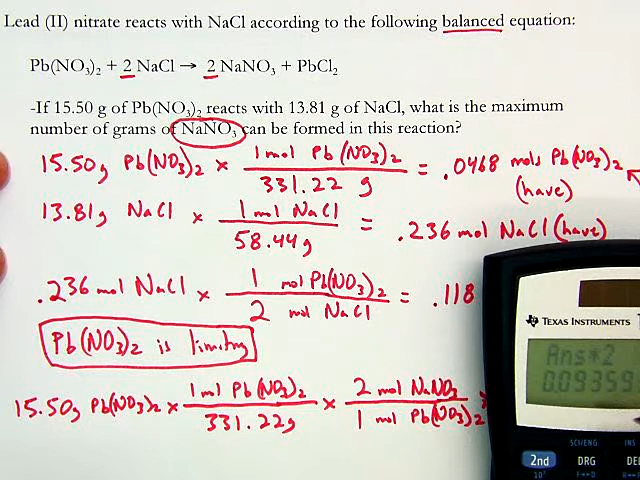 Lead (II) nitrate reacts with NaCl according to the following balanced equation:
Pb(NO₃)₂ + 2 NaCl → 2 NaNO₃ + PbCl₂
-If 15.50 g of Pb(NO₃)₂ reacts with 13.81 g of NaCl, what is the maximum
number of grams of NaNO₃ can be formed in this reaction?
15.50g Pb(NO₃)₂ × 1 mol Pb(NO₃)₂ / 331.22 g = .0468 mols Pb(NO₃)₂ (have)
13.81g NaCl × 1 mol NaCl / 58.44g = .236 mol NaCl (have)
.236 mol NaCl × 1 mol Pb(NO₃)₂ / 2 mol NaCl = .118
Pb(NO₃)₂ is limiting
15.50g Pb(NO₃)₂ × 1 mol Pb(NO₃)₂ / 331.22g × 2 mol NaNO₃ / 1 mol Pb(NO₃)₂
TEXAS INSTRUMENTS
Ans*2
0.09359
SCI/ENG
INS
2nd
DRG
DE